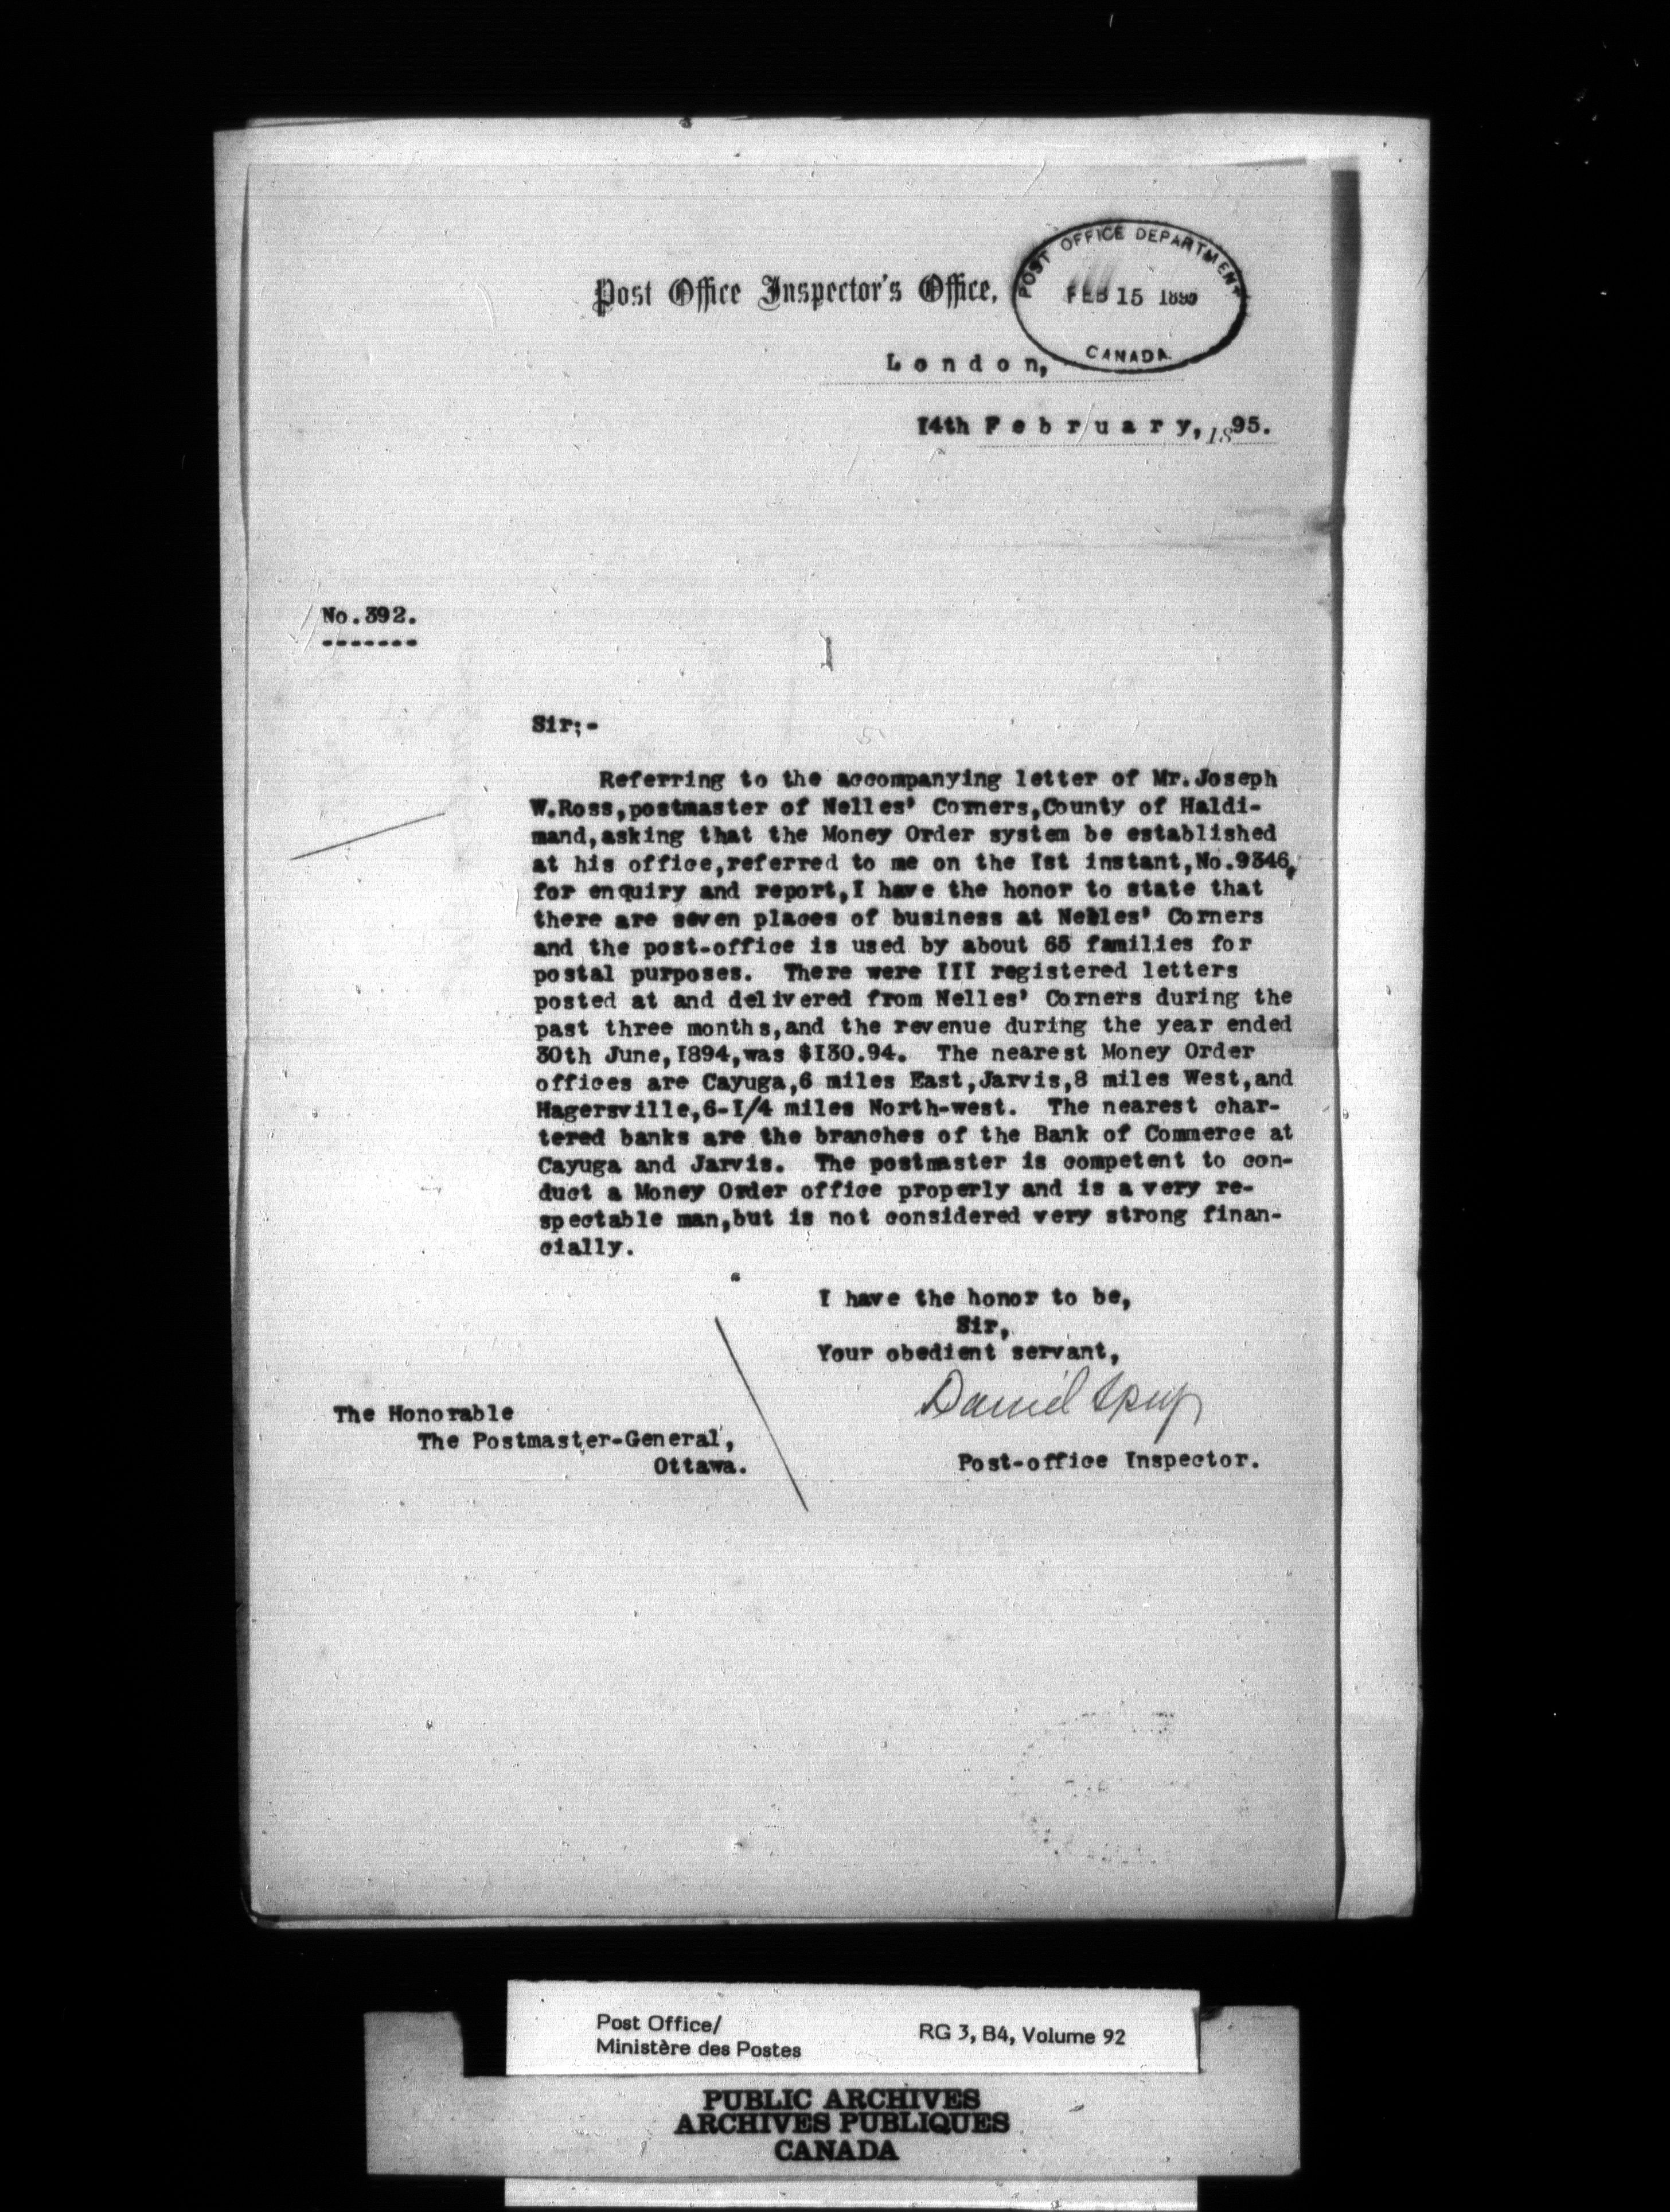 Post Office Inspector's Office,
POST OFFICE DEPARTMENT
FEB 15 1895
CANADA
London,
14th February, 1895.
No.392.
-------
Sir;-
Referring to the accompanying letter of Mr.Joseph
W.Ross,postmaster of Nelles' Corners,County of Haldi-
mand,asking that the Money Order system be established
at his office,referred to me on the Ist instant,No.9346,
for enquiry and report,I have the honor to state that
there are seven places of business at Nelles' Corners
and the post-office is used by about 65 families for
postal purposes. There were III registered letters
posted at and delivered from Nelles' Corners during the
past three months,and the revenue during the year ended
30th June,I894,was $I30.94. The nearest Money Order
offices are Cayuga,6 miles East,Jarvis,8 miles West,and
Hagersville,6-I/4 miles North-west. The nearest char-
tered banks are the branches of the Bank of Commerce at
Cayuga and Jarvis. The postmaster is competent to con-
duct a Money Order office properly and is a very re-
spectable man,but is not considered very strong finan-
cially.
I have the honor to be,
Sir,
Your obedient servant,
Daniel Spry
Post-office Inspector.
The Honorable
The Postmaster-General,
Ottawa.
Post Office/
Ministère des Postes
RG 3, B4, Volume 92
PUBLIC ARCHIVES
ARCHIVES PUBLIQUES
CANADA